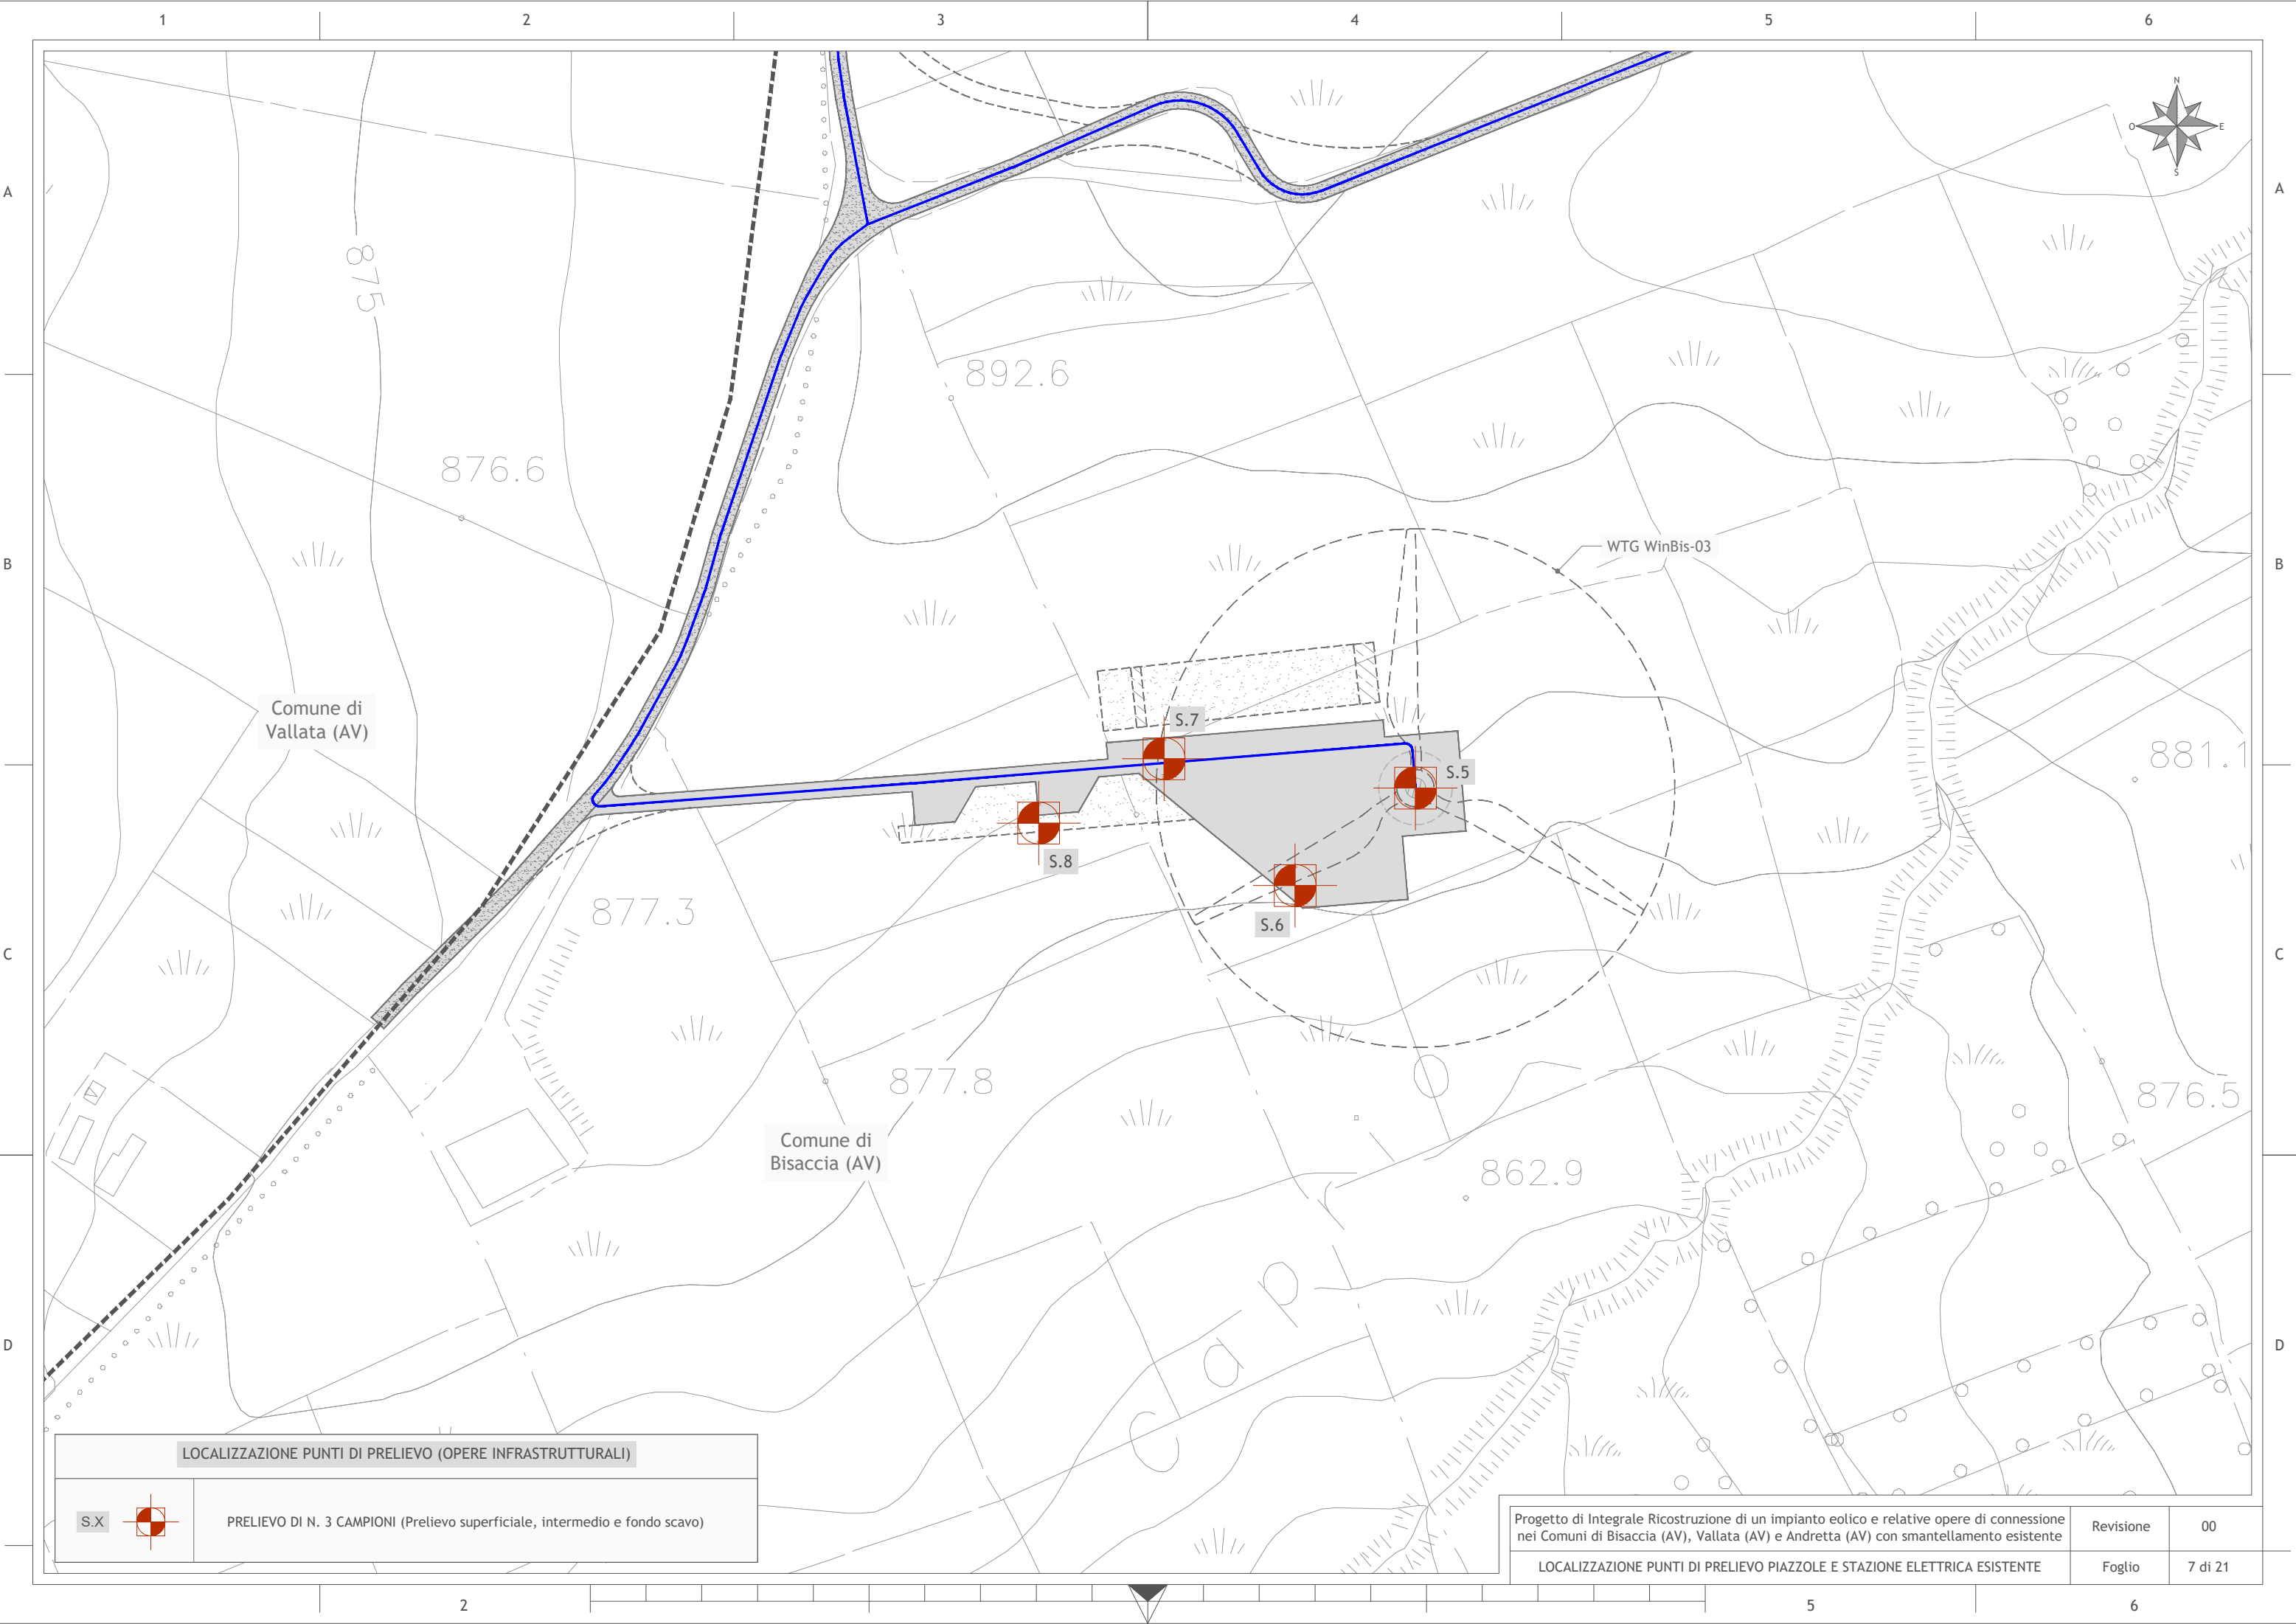 1
2
3
4
5
6
N
O
E
S
A
A
875
892.6
876.6
B
B
WTG WinBis-03
Comune di
Vallata (AV)
S.7
881.1
S.5
S.8
877.3
S.6
C
C
877.8
876.5
Comune di
Bisaccia (AV)
862.9
D
D
LOCALIZZAZIONE PUNTI DI PRELIEVO (OPERE INFRASTRUTTURALI)
S.X
PRELIEVO DI N. 3 CAMPIONI (Prelievo superficiale, intermedio e fondo scavo)
Progetto di Integrale Ricostruzione di un impianto eolico e relative opere di connessione
nei Comuni di Bisaccia (AV), Vallata (AV) e Andretta (AV) con smantellamento esistente
Revisione
00
LOCALIZZAZIONE PUNTI DI PRELIEVO PIAZZOLE E STAZIONE ELETTRICA ESISTENTE
Foglio
7 di 21
2
5
6